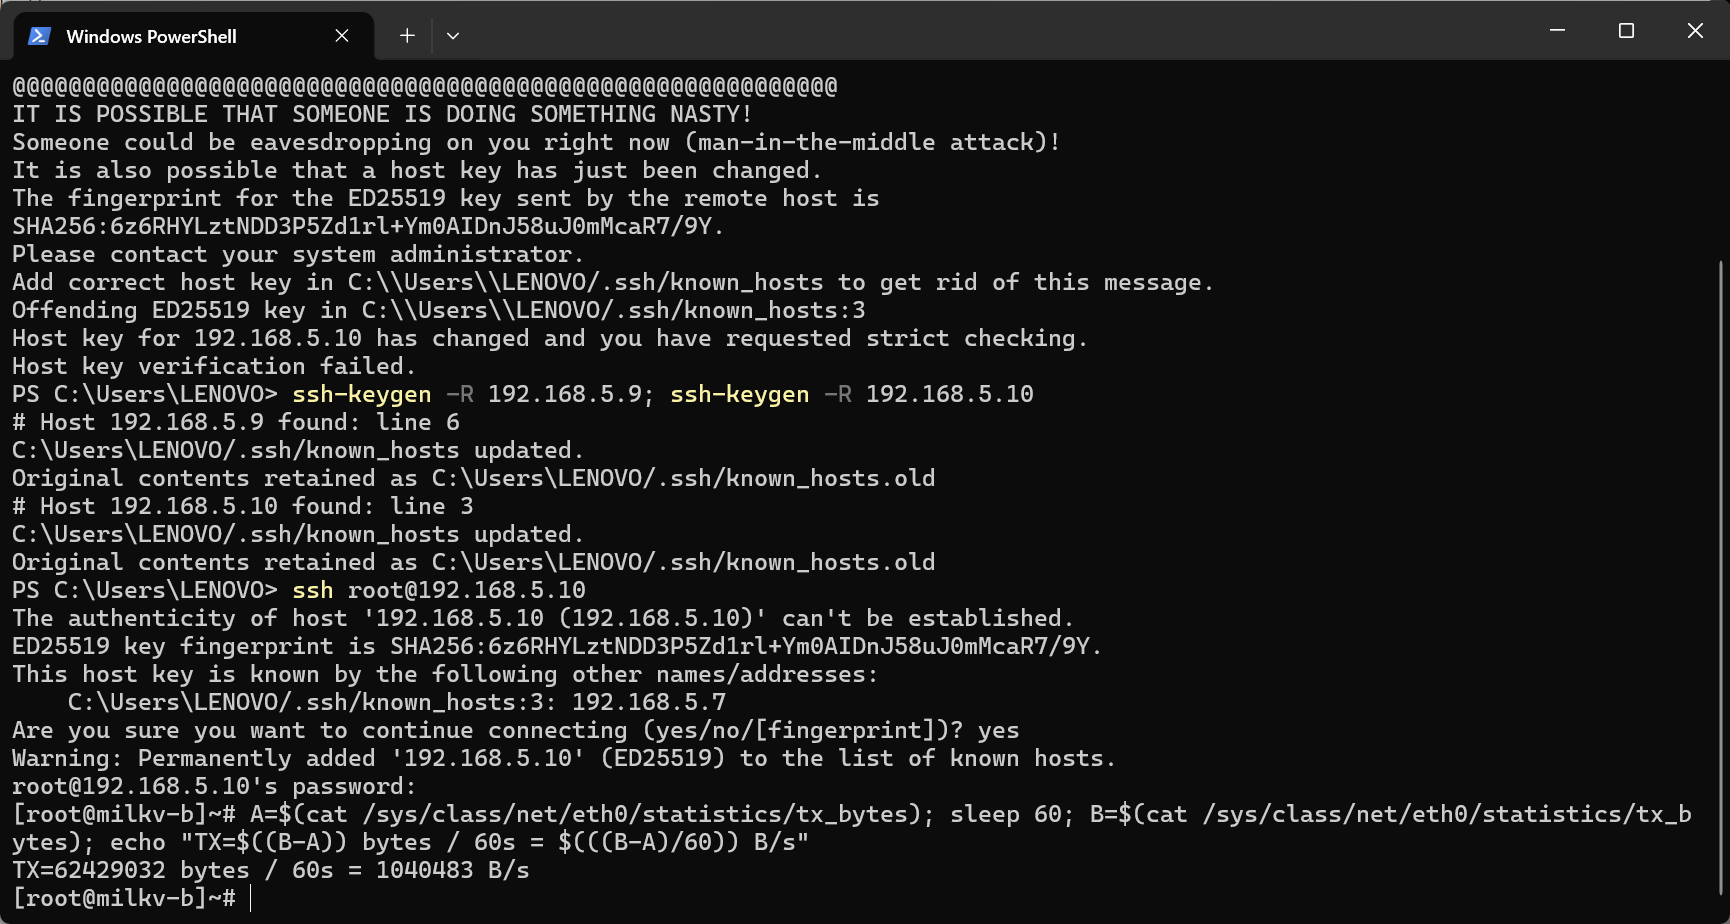 Windows PowerShell
@@@@@@@@@@@@@@@@@@@@@@@@@@@@@@@@@@@@@@@@@@@@@@@@@@@@@@@@@@@
IT IS POSSIBLE THAT SOMEONE IS DOING SOMETHING NASTY!
Someone could be eavesdropping on you right now (man-in-the-middle attack)!
It is also possible that a host key has just been changed.
The fingerprint for the ED25519 key sent by the remote host is
SHA256:6z6RHYLztNDD3P5Zd1rl+Ym0AIDnJ58uJ0mMcaR7/9Y.
Please contact your system administrator.
Add correct host key in C:\\Users\\LENOVO/.ssh/known_hosts to get rid of this message.
Offending ED25519 key in C:\\Users\\LENOVO/.ssh/known_hosts:3
Host key for 192.168.5.10 has changed and you have requested strict checking.
Host key verification failed.
PS C:\Users\LENOVO> ssh-keygen -R 192.168.5.9; ssh-keygen -R 192.168.5.10
# Host 192.168.5.9 found: line 6
C:\Users\LENOVO/.ssh/known_hosts updated.
Original contents retained as C:\Users\LENOVO/.ssh/known_hosts.old
# Host 192.168.5.10 found: line 3
C:\Users\LENOVO/.ssh/known_hosts updated.
Original contents retained as C:\Users\LENOVO/.ssh/known_hosts.old
PS C:\Users\LENOVO> ssh root@192.168.5.10
The authenticity of host '192.168.5.10 (192.168.5.10)' can't be established.
ED25519 key fingerprint is SHA256:6z6RHYLztNDD3P5Zd1rl+Ym0AIDnJ58uJ0mMcaR7/9Y.
This host key is known by the following other names/addresses:
    C:\Users\LENOVO/.ssh/known_hosts:3: 192.168.5.7
Are you sure you want to continue connecting (yes/no/[fingerprint])? yes
Warning: Permanently added '192.168.5.10' (ED25519) to the list of known hosts.
root@192.168.5.10's password:
[root@milkv-b]~# A=$(cat /sys/class/net/eth0/statistics/tx_bytes); sleep 60; B=$(cat /sys/class/net/eth0/statistics/tx_b
ytes); echo "TX=$((B-A)) bytes / 60s = $(((B-A)/60)) B/s"
TX=62429032 bytes / 60s = 1040483 B/s
[root@milkv-b]~#